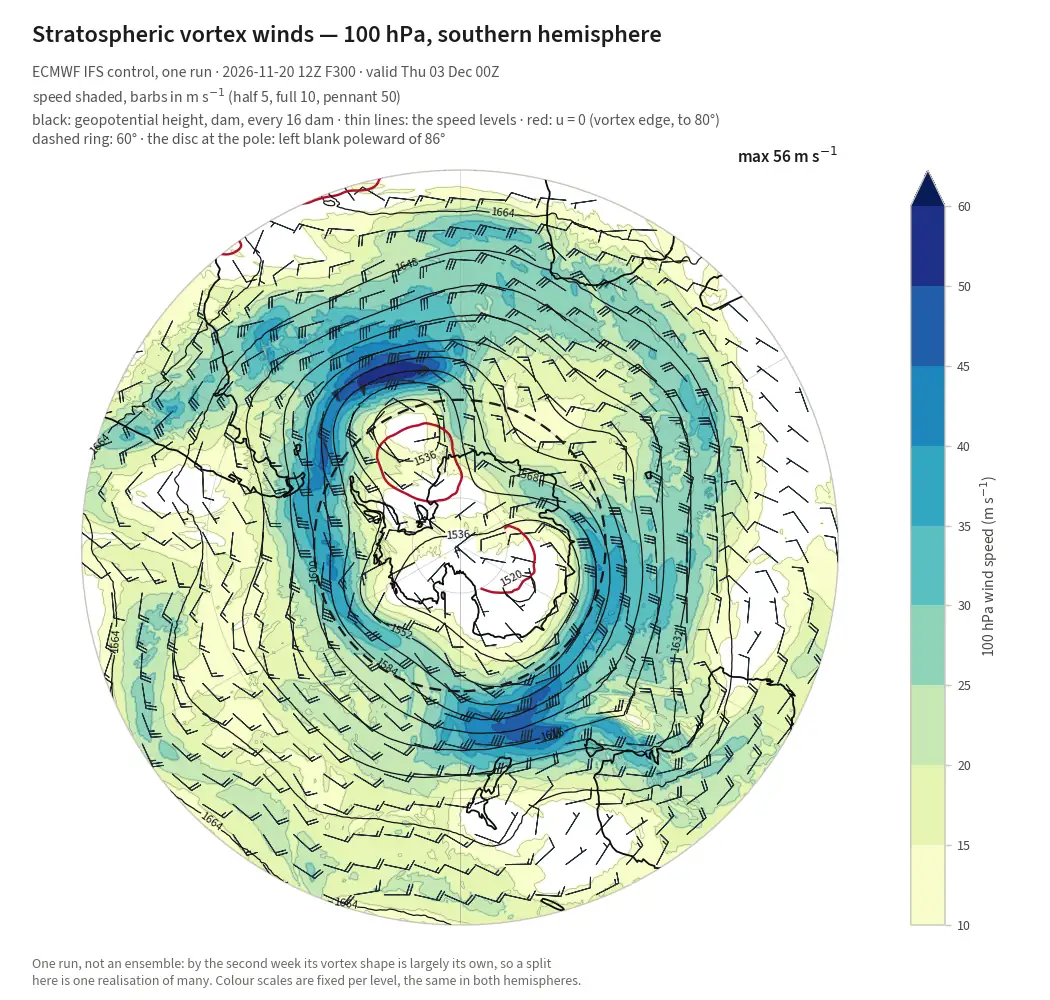 Stratospheric vortex winds — 100 hPa, southern hemisphere
ECMWF IFS control, one run · 2026-11-20 12Z F300 · valid Thu 03 Dec 00Z
speed shaded, barbs in m s⁻¹ (half 5, full 10, pennant 50)
black: geopotential height, dam, every 16 dam · thin lines: the speed levels · red: u = 0 (vortex edge, to 80°)
dashed ring: 60° · the disc at the pole: left blank poleward of 86°
max 56 m s⁻¹
60
50
45
40
35
30
25
20
15
10
100 hPa wind speed (m s⁻¹)
1664
1648
1664
1536
1568
1536
1520
1600
1552
1584
1632
1664
1664
1664
One run, not an ensemble: by the second week its vortex shape is largely its own, so a split
here is one realisation of many. Colour scales are fixed per level, the same in both hemispheres.